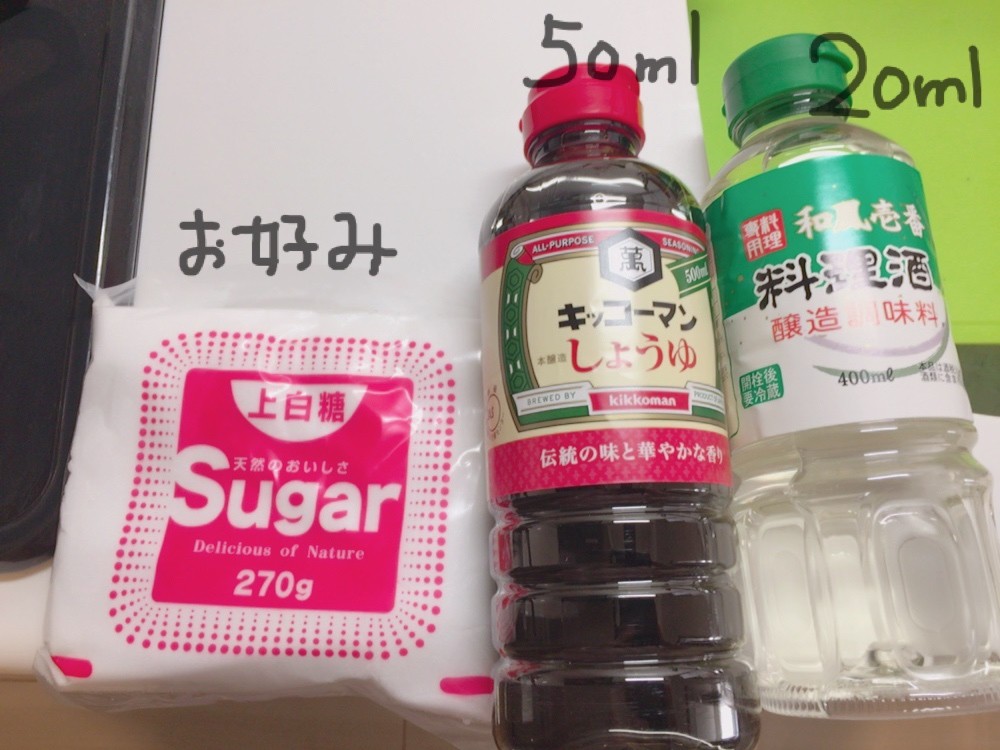 50ml
20ml
お好み
上白糖
天然のおいしさ
Sugar
Delicious of Nature
270g
ALL-PURPOSE SEASONING
萬
500ml
キッコーマン
本醸造
しょうゆ
BREWED BY kikkoman
伝統の味と華やかな香り
料理専用
和風壱番
料理酒
醸造調味料
400ml
開栓後
要冷蔵